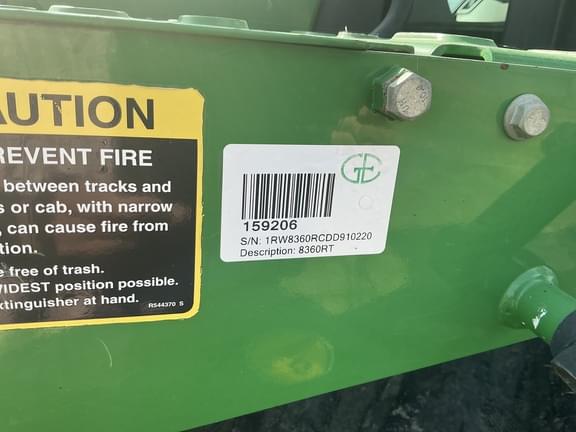 AUTION
REVENT FIRE
between tracks and
s or cab, with narrow
, can cause fire from
tion.
e free of trash.
WIDEST position possible.
xtinguisher at hand.
R544370 S
GE
159206
S/N: 1RW8360RCDD910220
Description: 8360RT